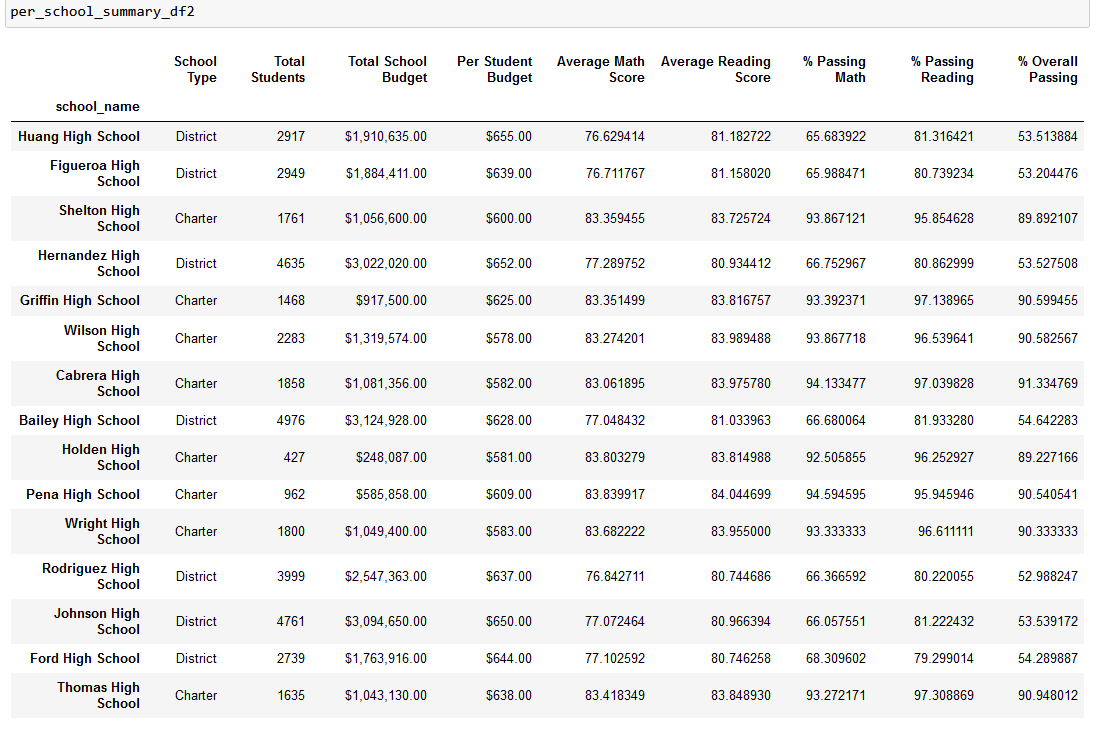 per_school_summary_df2
School Type Total Students Total School Budget Per Student Budget Average Math Score Average Reading Score % Passing Math % Passing Reading % Overall Passing
school_name
Huang High School District 2917 $1,910,635.00 $655.00 76.629414 81.182722 65.683922 81.316421 53.513884
Figueroa High School District 2949 $1,884,411.00 $639.00 76.711767 81.158020 65.988471 80.739234 53.204476
Shelton High School Charter 1761 $1,056,600.00 $600.00 83.359455 83.725724 93.867121 95.854628 89.892107
Hernandez High School District 4635 $3,022,020.00 $652.00 77.289752 80.934412 66.752967 80.862999 53.527508
Griffin High School Charter 1468 $917,500.00 $625.00 83.351499 83.816757 93.392371 97.138965 90.599455
Wilson High School Charter 2283 $1,319,574.00 $578.00 83.274201 83.989488 93.867718 96.539641 90.582567
Cabrera High School Charter 1858 $1,081,356.00 $582.00 83.061895 83.975780 94.133477 97.039828 91.334769
Bailey High School District 4976 $3,124,928.00 $628.00 77.048432 81.033963 66.680064 81.933280 54.642283
Holden High School Charter 427 $248,087.00 $581.00 83.803279 83.814988 92.505855 96.252927 89.227166
Pena High School Charter 962 $585,858.00 $609.00 83.839917 84.044699 94.594595 95.945946 90.540541
Wright High School Charter 1800 $1,049,400.00 $583.00 83.682222 83.955000 93.333333 96.611111 90.333333
Rodriguez High School District 3999 $2,547,363.00 $637.00 76.842711 80.744686 66.366592 80.220055 52.988247
Johnson High School District 4761 $3,094,650.00 $650.00 77.072464 80.966394 66.057551 81.222432 53.539172
Ford High School District 2739 $1,763,916.00 $644.00 77.102592 80.746258 68.309602 79.299014 54.289887
Thomas High School Charter 1635 $1,043,130.00 $638.00 83.418349 83.848930 93.272171 97.308869 90.948012